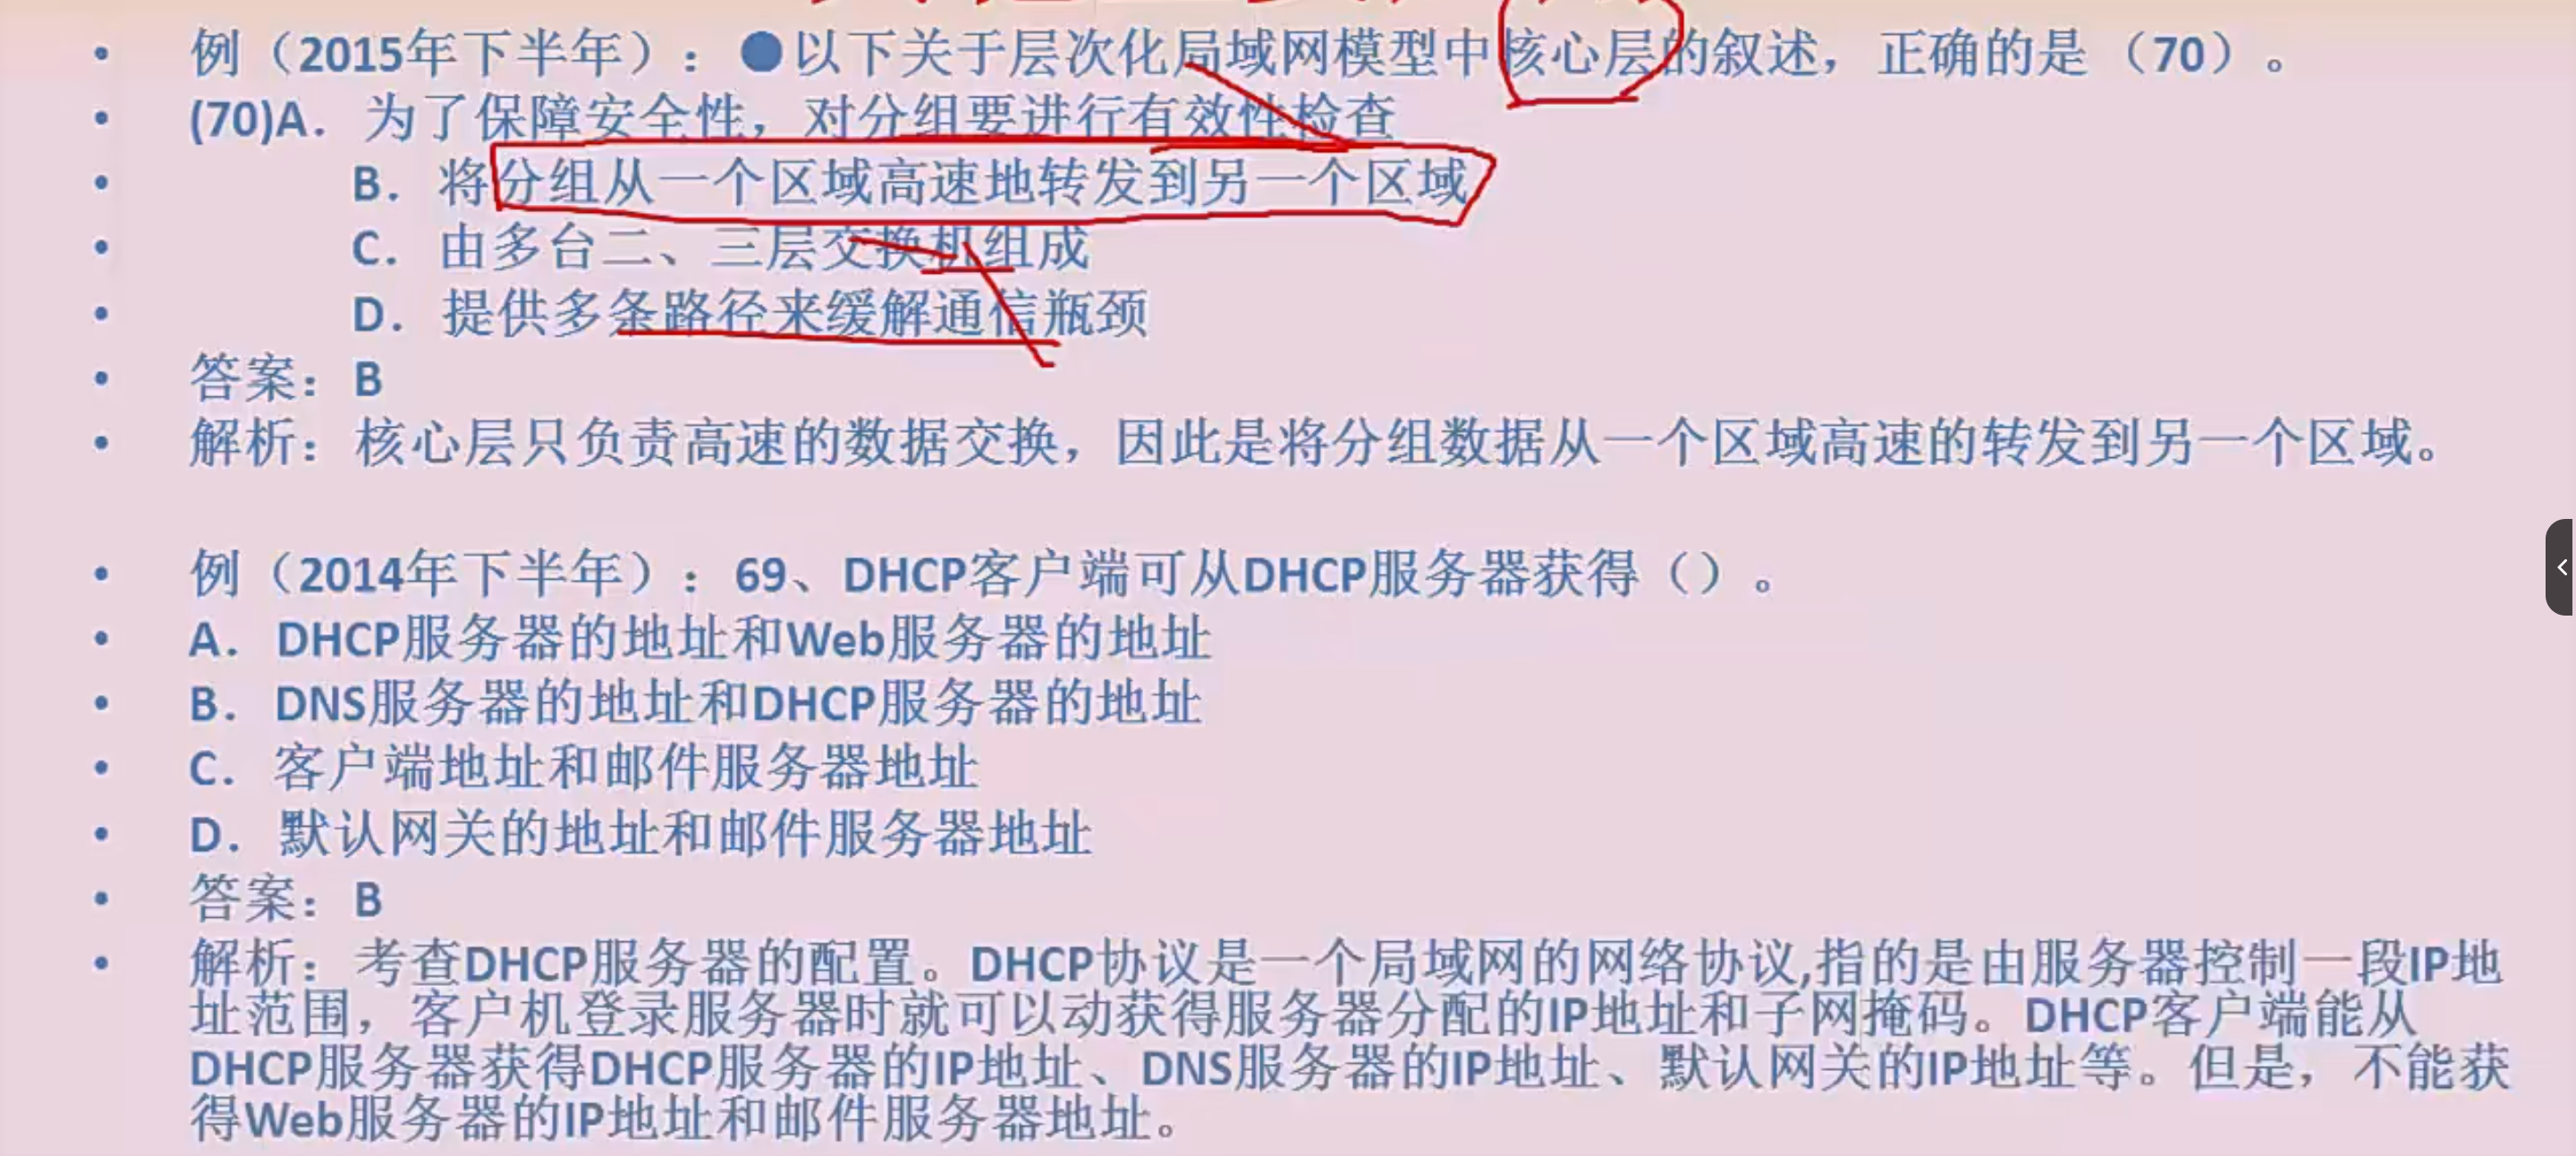 例（2015年下半年）：●以下关于层次化局域网模型中核心层的叙述，正确的是（70）。
(70)A．为了保障安全性，对分组要进行有效性检查
B．将分组从一个区域高速地转发到另一个区域
C．由多台二、三层交换机组成
D．提供多条路径来缓解通信瓶颈
答案：B
解析：核心层只负责高速的数据交换，因此是将分组数据从一个区域高速的转发到另一个区域。
例（2014年下半年）：69、DHCP客户端可从DHCP服务器获得（）。
A．DHCP服务器的地址和Web服务器的地址
B．DNS服务器的地址和DHCP服务器的地址
C．客户端地址和邮件服务器地址
D．默认网关的地址和邮件服务器地址
答案：B
解析：考查DHCP服务器的配置。DHCP协议是一个局域网的网络协议,指的是由服务器控制一段IP地
址范围，客户机登录服务器时就可以动获得服务器分配的IP地址和子网掩码。DHCP客户端能从
DHCP服务器获得DHCP服务器的IP地址、DNS服务器的IP地址、默认网关的IP地址等。但是，不能获
得Web服务器的IP地址和邮件服务器地址。